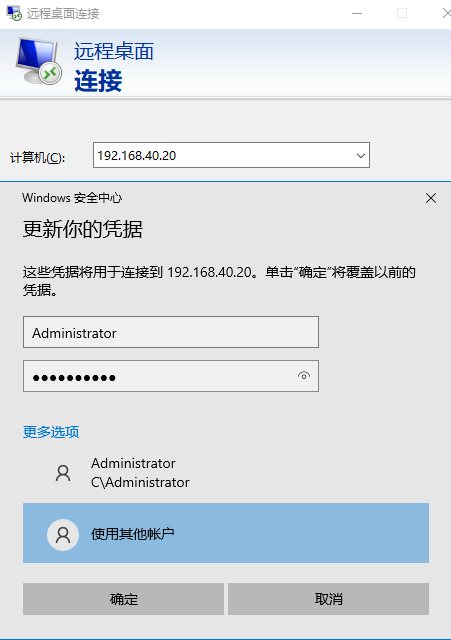 远程桌面连接
远程桌面
连接
计算机(C):
192.168.40.20
Windows 安全中心
更新你的凭据
这些凭据将用于连接到 192.168.40.20。单击“确定”将覆盖以前的
凭据。
Administrator
●●●●●●●●●●
更多选项
Administrator
C\Administrator
使用其他帐户
确定
取消